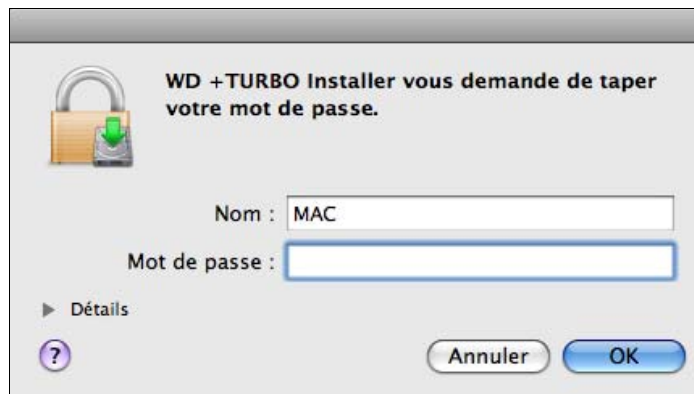 WD +TURBO Installer vous demande de taper
votre mot de passe.
Nom : MAC
Mot de passe :
Détails
?
Annuler OK